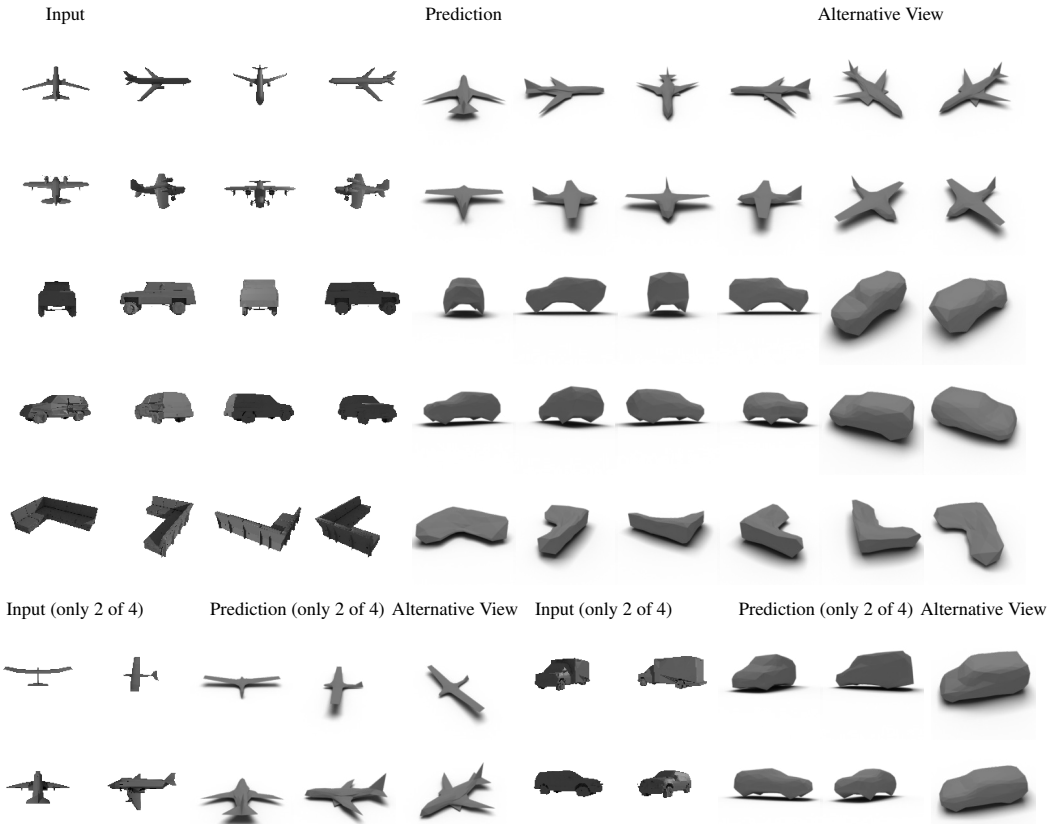 Input Prediction Alternative View
Input (only 2 of 4) Prediction (only 2 of 4) Alternative View Input (only 2 of 4) Prediction (only 2 of 4) Alternative View